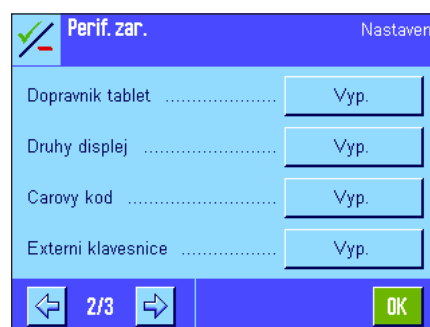 Perif. zar.
Nastaven
Dopravnik tablet ..................... Vyp.
Druhy displej ......................... Vyp.
Carovy kod ............................ Vyp.
Externi klavesnice .................. Vyp.
2/3
OK